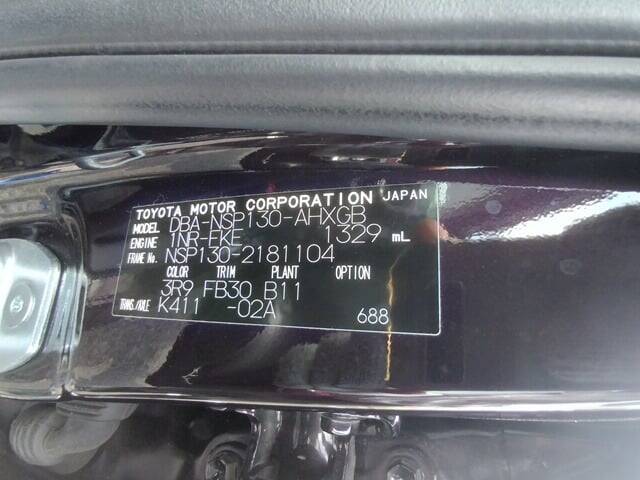 TOYOTA MOTOR CORPORATION JAPAN
MODEL DBA-NSP130-AHXGB
ENGINE 1NR-FKE 1329 mL
FRAME No. NSP130-2181104
COLOR TRIM PLANT OPTION
3R9 FB30 B11
TRANS./AXLE K411 -02A
688